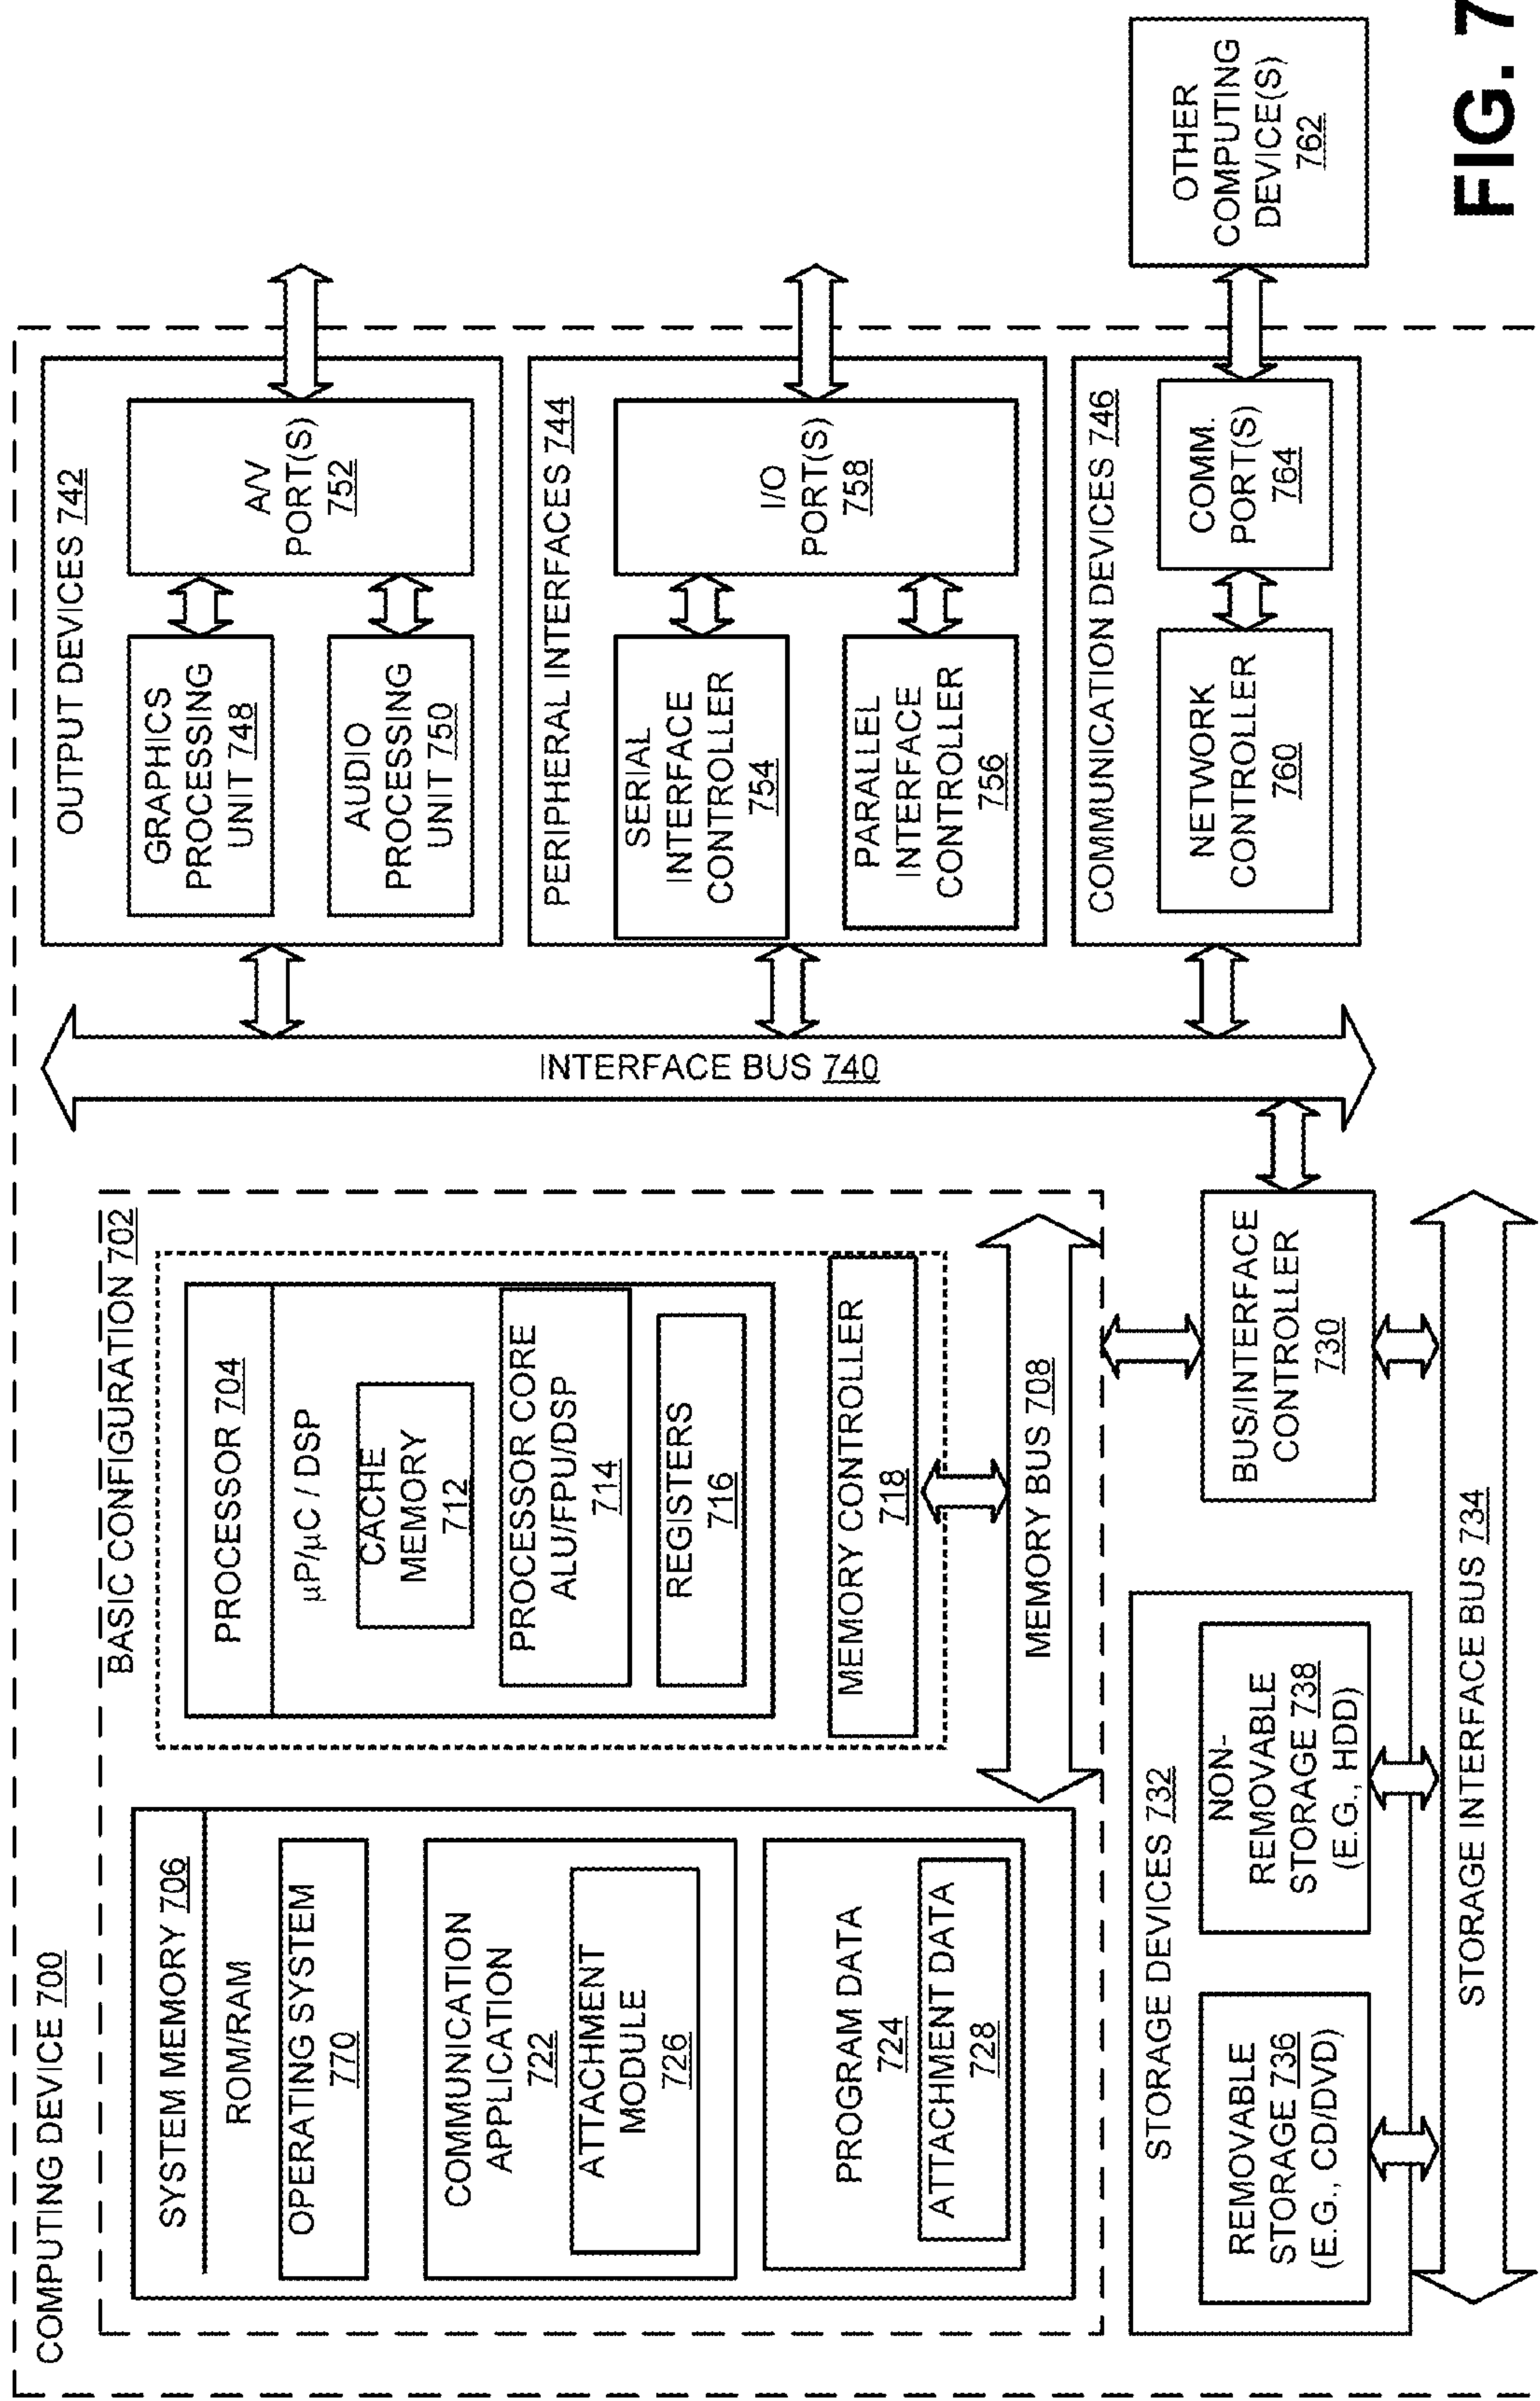 COMPUTING DEVICE 700
BASIC CONFIGURATION 702
SYSTEM MEMORY 706
ROM/RAM
OPERATING SYSTEM
770
COMMUNICATION
APPLICATION
722
ATTACHMENT
MODULE
726
PROGRAM DATA
724
ATTACHMENT DATA
728
PROCESSOR 704
µP/µC / DSP
CACHE
MEMORY
712
PROCESSOR CORE
ALU/FPU/DSP
714
REGISTERS
716
MEMORY CONTROLLER
718
MEMORY BUS 708
BUS/INTERFACE
CONTROLLER
730
STORAGE DEVICES 732
REMOVABLE
STORAGE 736
(E.G., CD/DVD)
NON-
REMOVABLE
STORAGE 738
(E.G., HDD)
STORAGE INTERFACE BUS 734
INTERFACE BUS 740
OUTPUT DEVICES 742
GRAPHICS
PROCESSING
UNIT 748
AUDIO
PROCESSING
UNIT 750
A/V
PORT(S)
752
PERIPHERAL INTERFACES 744
SERIAL
INTERFACE
CONTROLLER
754
PARALLEL
INTERFACE
CONTROLLER
756
I/O
PORT(S)
758
COMMUNICATION DEVICES 746
NETWORK
CONTROLLER
760
COMM.
PORT(S)
764
OTHER
COMPUTING
DEVICE(S)
762
FIG. 7